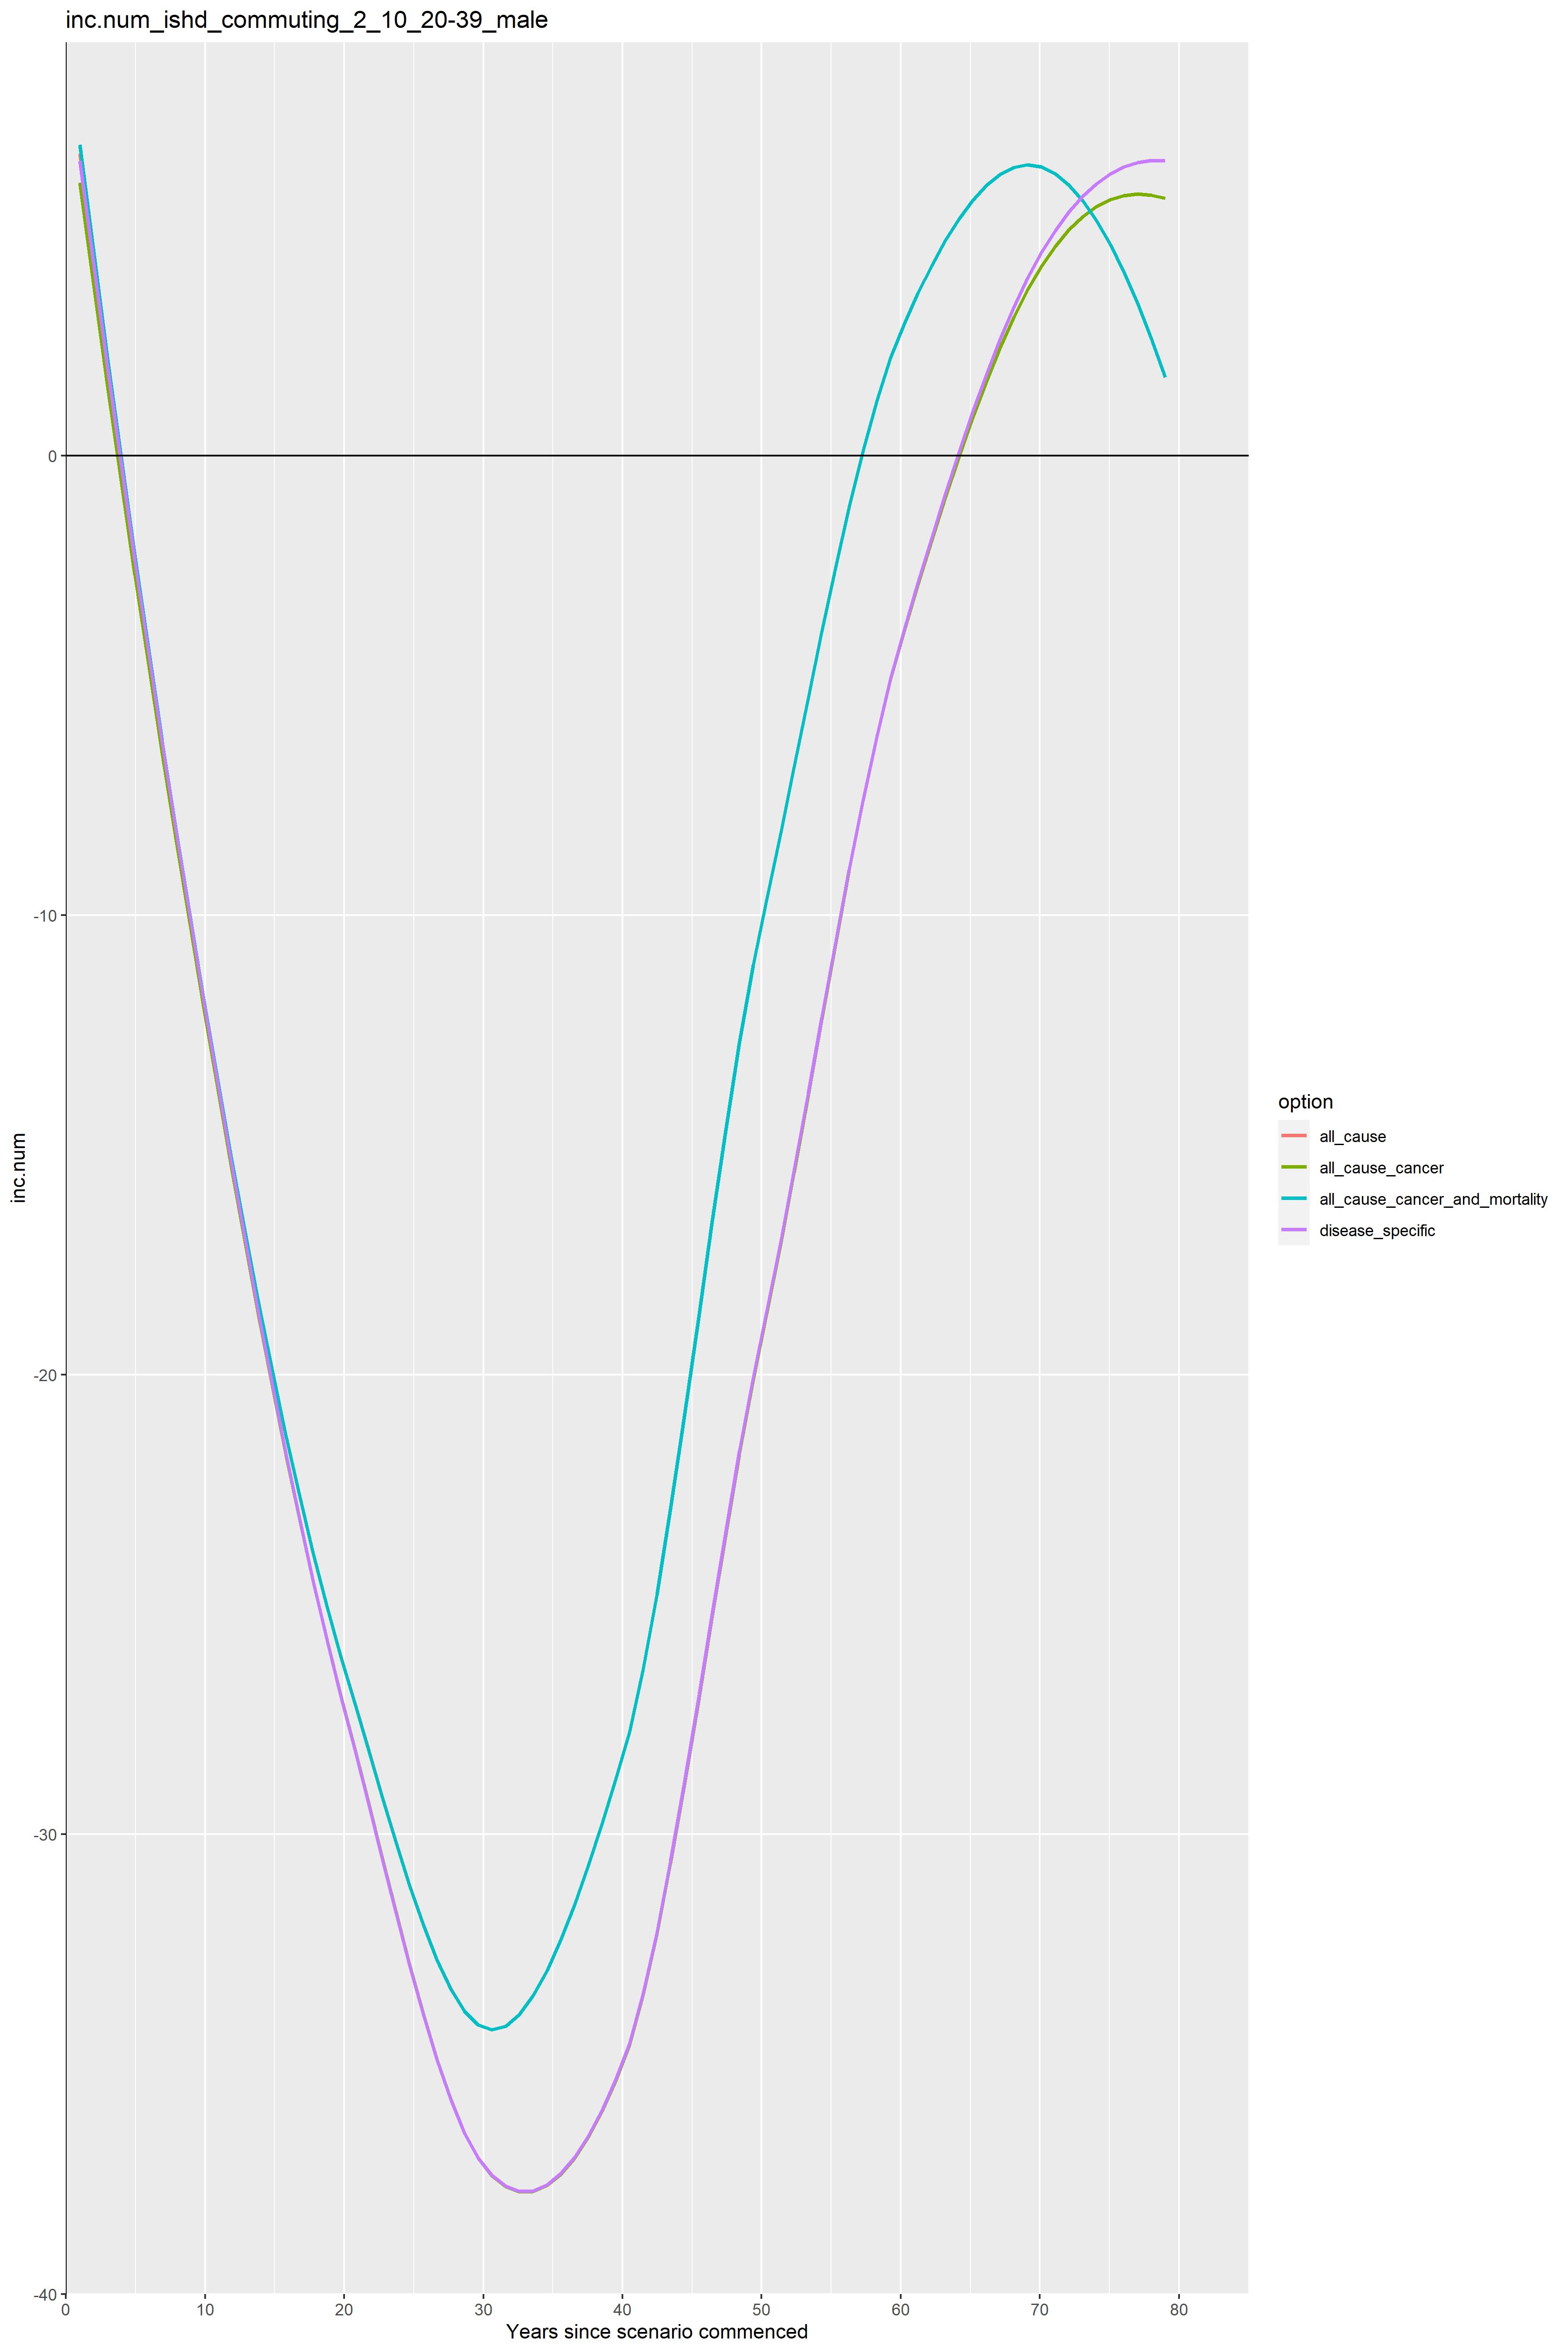 inc.num_ishd_commuting_2_10_20-39_male
inc.num
0
-10
-20
-30
-40
0 10 20 30 40 50 60 70 80
Years since scenario commenced
option
all_cause
all_cause_cancer
all_cause_cancer_and_mortality
disease_specific